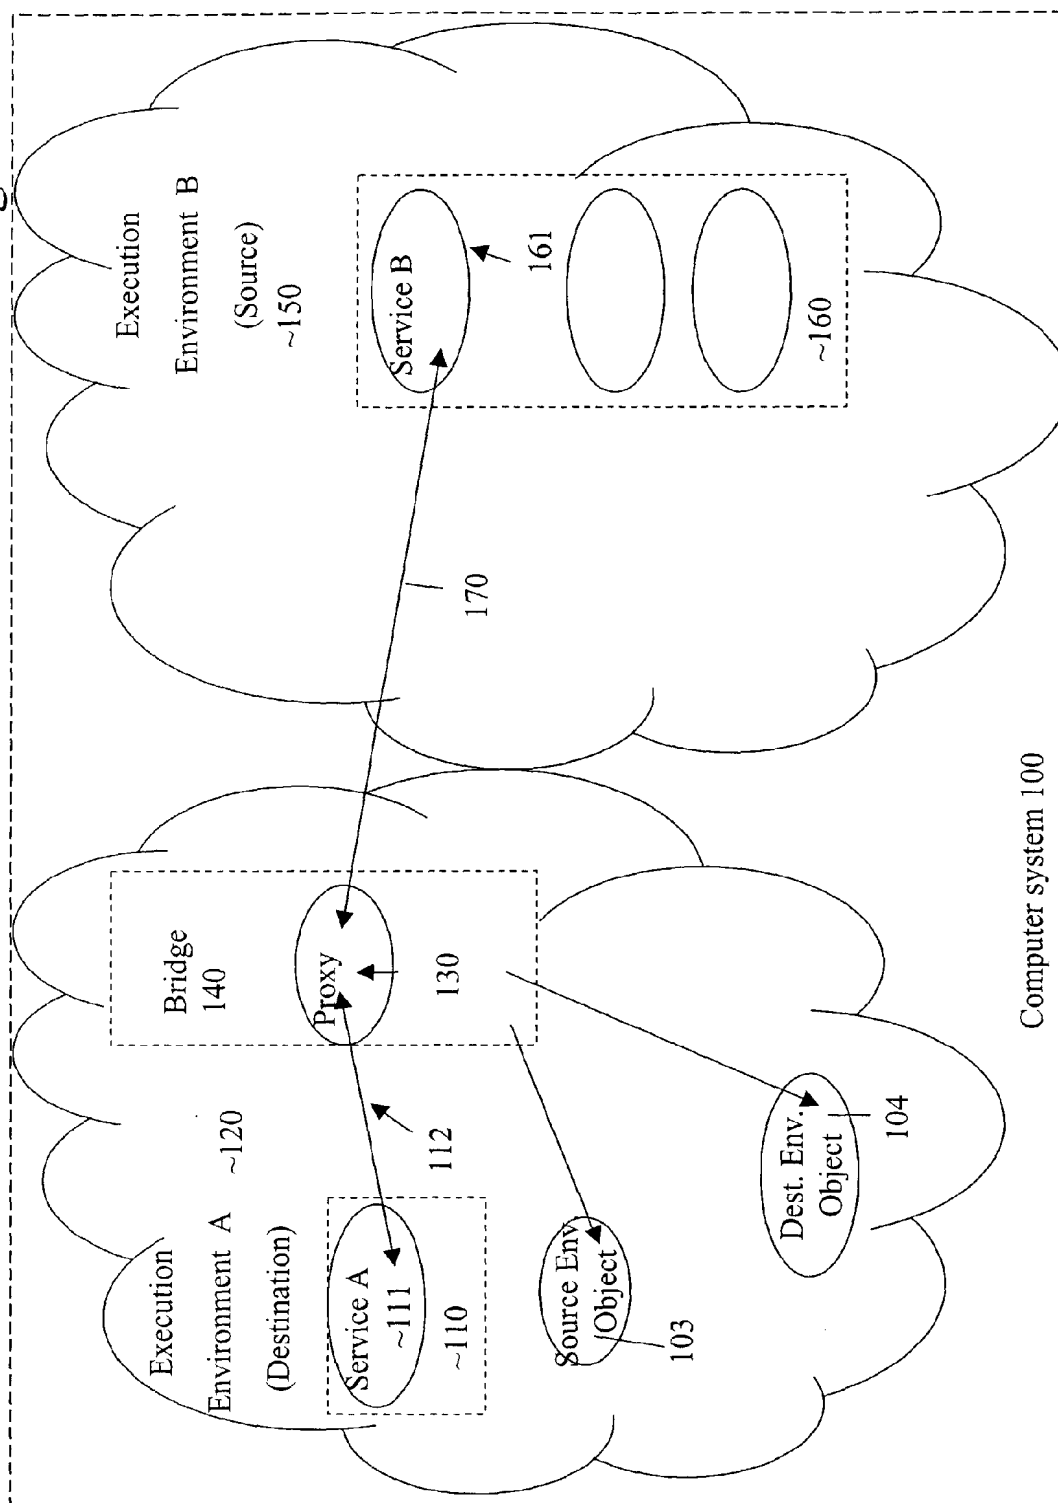 Execution
Environment A ~120
(Destination)
Service A
~111
~110
Source Env.
Object
103
Dest. Env.
Object
104
112
Bridge
140
Proxy
130
170
Execution
Environment B
(Source)
~150
Service B
161
~160
Computer system 100